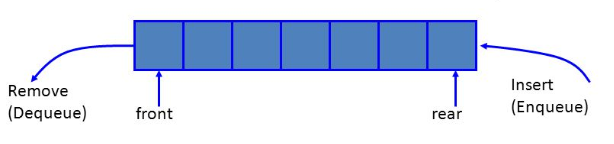 Remove
(Dequeue)
front
rear
Insert
(Enqueue)